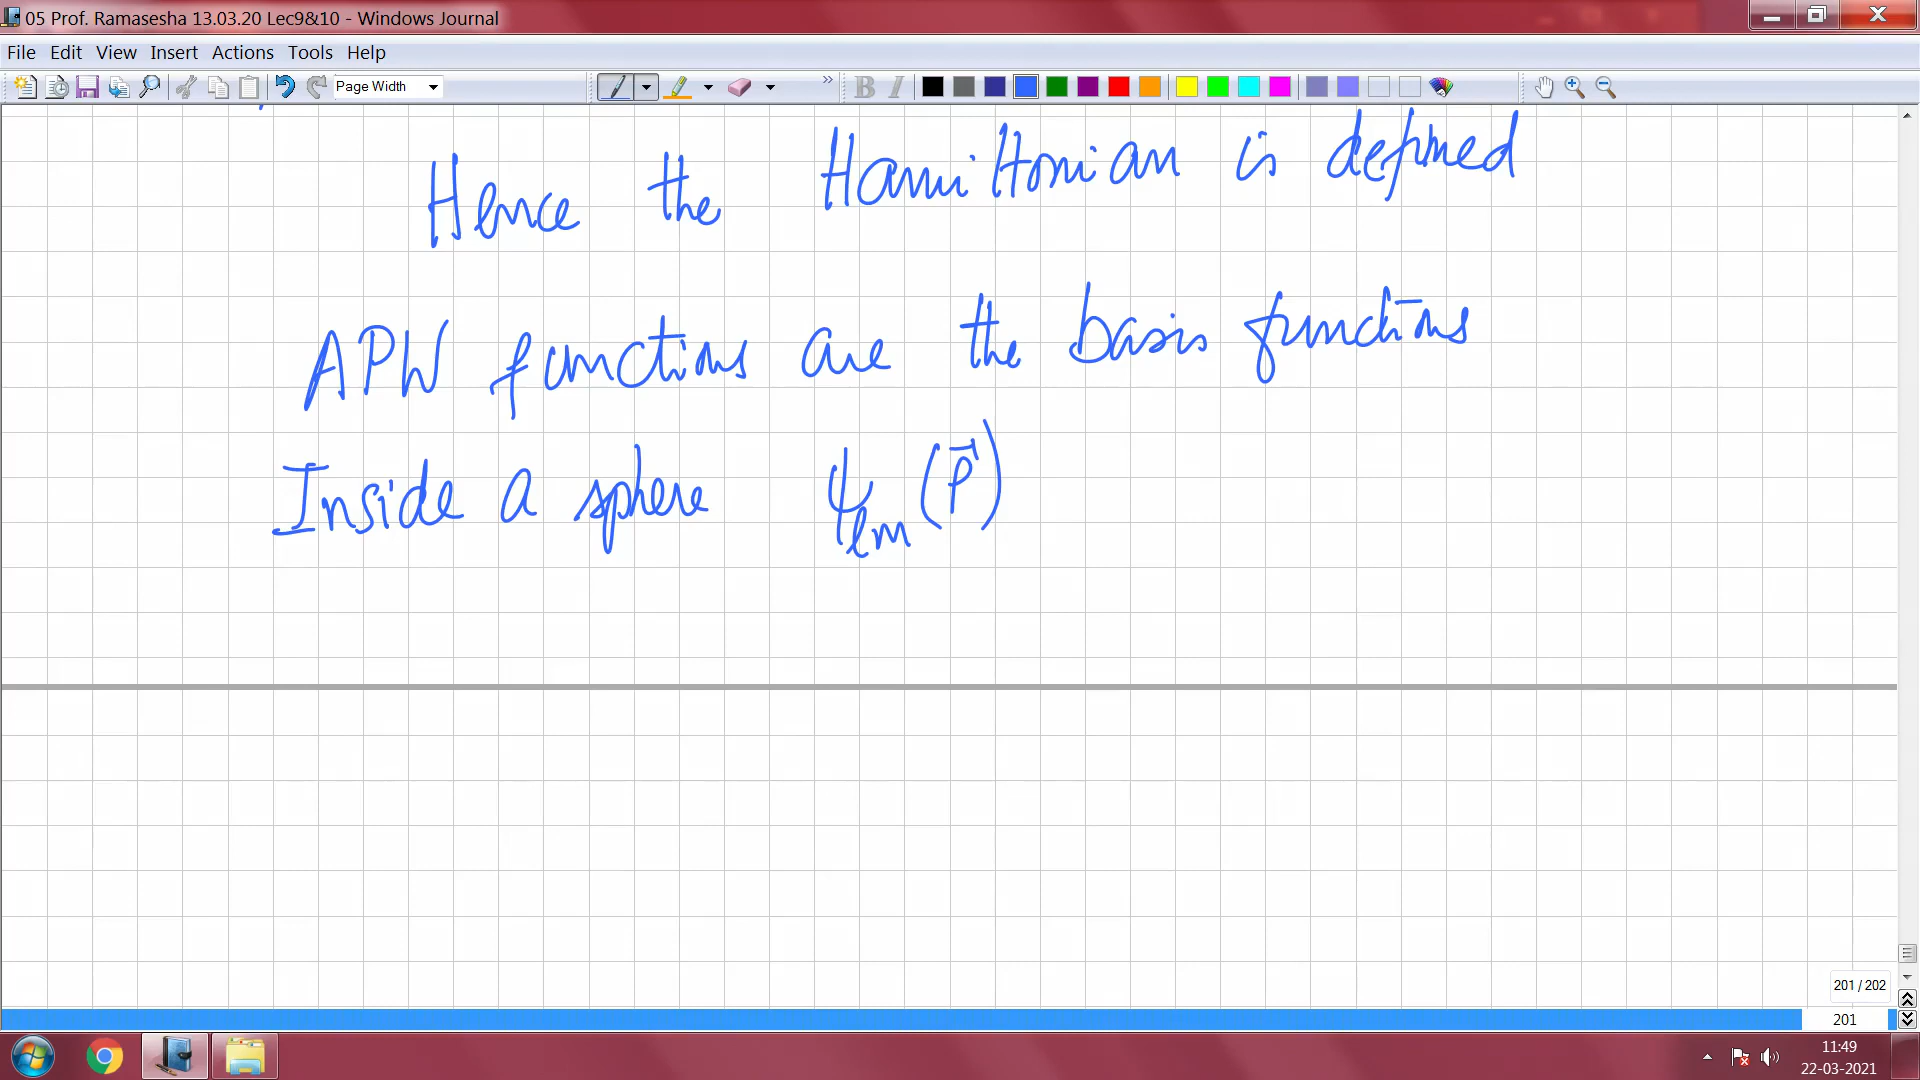 05 Prof. Ramasesha 13.03.20 Lec9&10 - Windows Journal
File Edit View Insert Actions Tools Help
Page Width
B I
Hence the Hamiltonian is defined
APW functions are the basis functions
Inside a sphere ψ_lm (ρ⃗)
201 / 202
201
11:49
22-03-2021